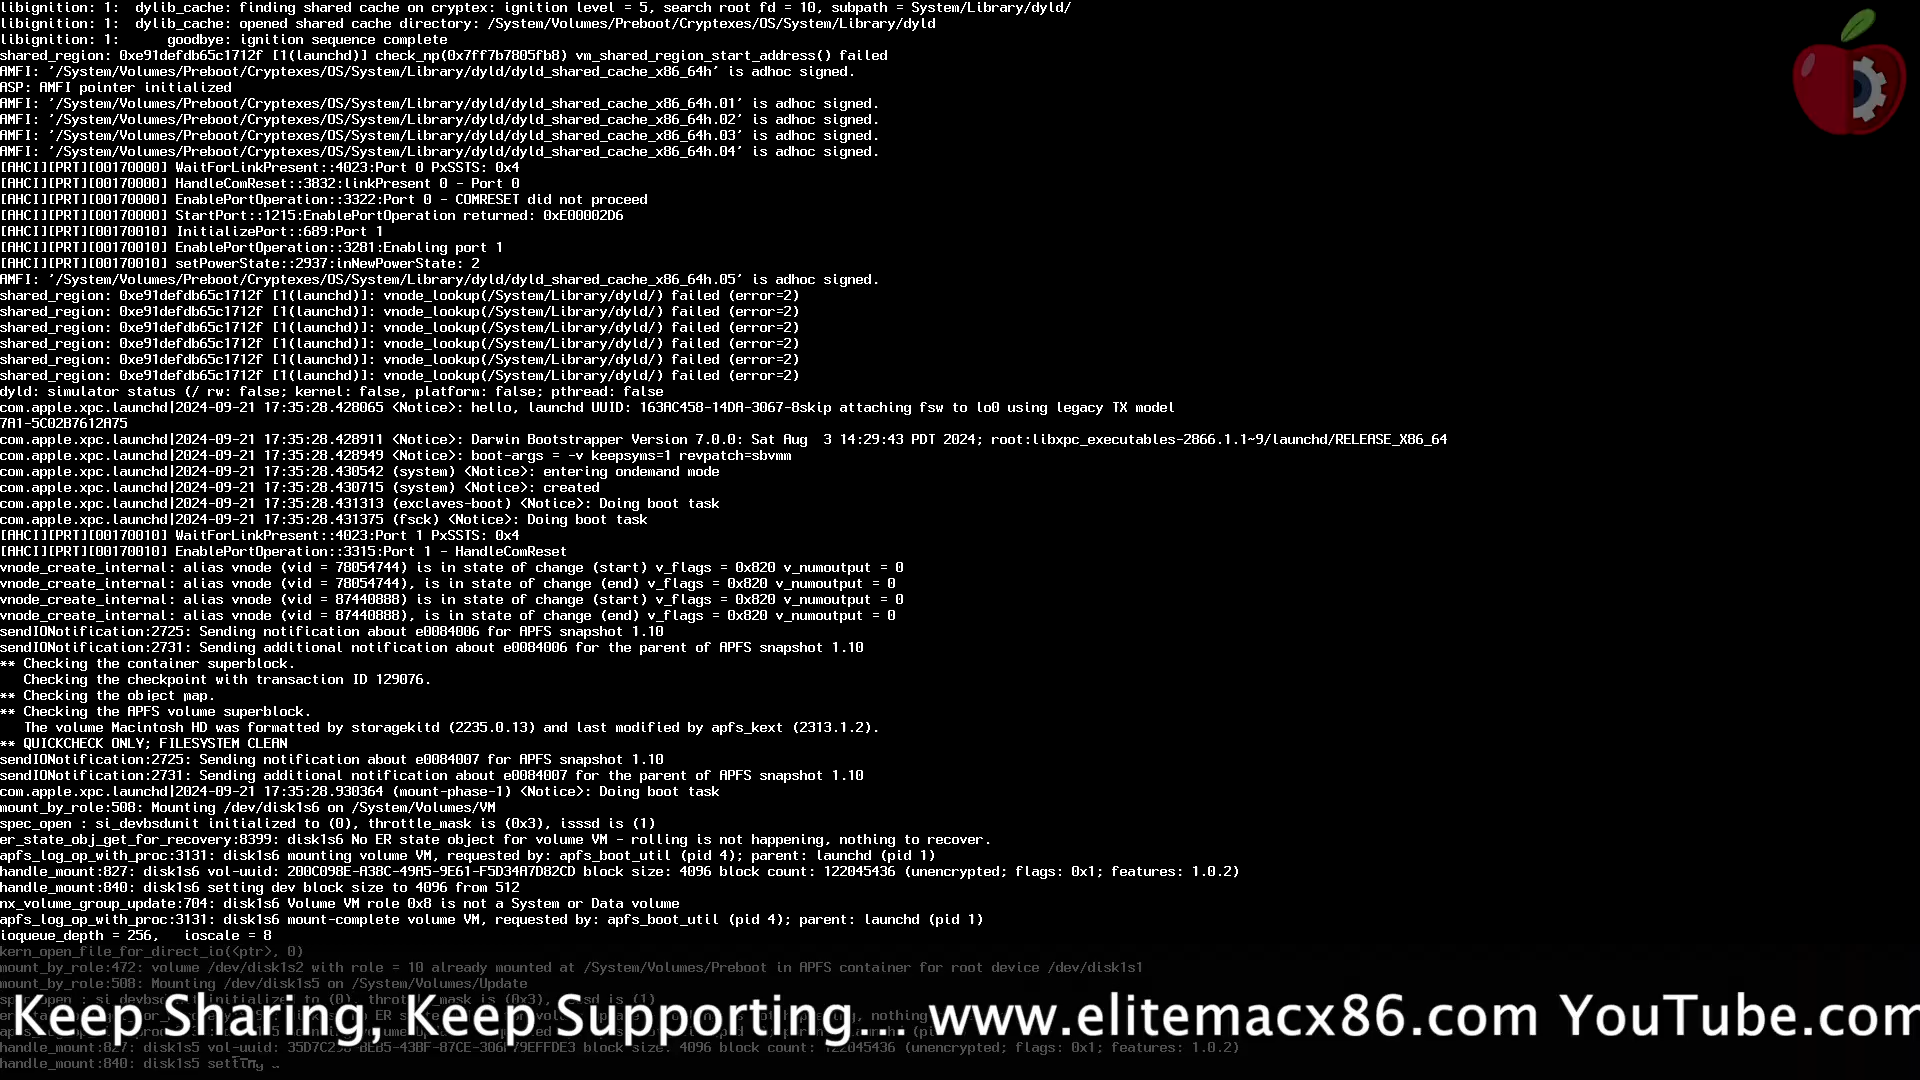 libignition: 1:  dylib_cache: finding shared cache on cryptex: ignition level = 5, search root fd = 10, subpath = System/Library/dyld/
libignition: 1:  dylib_cache: opened shared cache directory: /System/Volumes/Preboot/Cryptexes/OS/System/Library/dyld
libignition: 1:      goodbye: ignition sequence complete
shared_region: 0xe91defdb65c1712f [1(launchd)] check_np(0x7ff7b7805fb8) vm_shared_region_start_address() failed
AMFI: '/System/Volumes/Preboot/Cryptexes/OS/System/Library/dyld/dyld_shared_cache_x86_64h' is adhoc signed.
ASP: AMFI pointer initialized
AMFI: '/System/Volumes/Preboot/Cryptexes/OS/System/Library/dyld/dyld_shared_cache_x86_64h.01' is adhoc signed.
AMFI: '/System/Volumes/Preboot/Cryptexes/OS/System/Library/dyld/dyld_shared_cache_x86_64h.02' is adhoc signed.
AMFI: '/System/Volumes/Preboot/Cryptexes/OS/System/Library/dyld/dyld_shared_cache_x86_64h.03' is adhoc signed.
AMFI: '/System/Volumes/Preboot/Cryptexes/OS/System/Library/dyld/dyld_shared_cache_x86_64h.04' is adhoc signed.
[AHCI][PRT][00170000] WaitForLinkPresent::4023:Port 0 PxSSTS: 0x4
[AHCI][PRT][00170000] HandleComReset::3832:linkPresent 0 - Port 0
[AHCI][PRT][00170000] EnablePortOperation::3322:Port 0 - COMRESET did not proceed
[AHCI][PRT][00170000] StartPort::1215:EnablePortOperation returned: 0xE00002D6
[AHCI][PRT][00170010] InitializePort::689:Port 1
[AHCI][PRT][00170010] EnablePortOperation::3281:Enabling port 1
[AHCI][PRT][00170010] setPowerState::2937:inNewPowerState: 2
AMFI: '/System/Volumes/Preboot/Cryptexes/OS/System/Library/dyld/dyld_shared_cache_x86_64h.05' is adhoc signed.
shared_region: 0xe91defdb65c1712f [1(launchd)]: vnode_lookup(/System/Library/dyld/) failed (error=2)
shared_region: 0xe91defdb65c1712f [1(launchd)]: vnode_lookup(/System/Library/dyld/) failed (error=2)
shared_region: 0xe91defdb65c1712f [1(launchd)]: vnode_lookup(/System/Library/dyld/) failed (error=2)
shared_region: 0xe91defdb65c1712f [1(launchd)]: vnode_lookup(/System/Library/dyld/) failed (error=2)
shared_region: 0xe91defdb65c1712f [1(launchd)]: vnode_lookup(/System/Library/dyld/) failed (error=2)
shared_region: 0xe91defdb65c1712f [1(launchd)]: vnode_lookup(/System/Library/dyld/) failed (error=2)
dyld: simulator status (/ rw: false; kernel: false, platform: false; pthread: false
com.apple.xpc.launchd|2024-09-21 17:35:28.428065 <Notice>: hello, launchd UUID: 163AC458-14DA-3067-8skip attaching fsw to lo0 using legacy TX model
7A1-5C02B7612A75
com.apple.xpc.launchd|2024-09-21 17:35:28.428911 <Notice>: Darwin Bootstrapper Version 7.0.0: Sat Aug  3 14:29:43 PDT 2024; root:libxpc_executables-2866.1.1~9/launchd/RELEASE_X86_64
com.apple.xpc.launchd|2024-09-21 17:35:28.428949 <Notice>: boot-args = -v keepsyms=1 revpatch=sbvmm
com.apple.xpc.launchd|2024-09-21 17:35:28.430542 (system) <Notice>: entering ondemand mode
com.apple.xpc.launchd|2024-09-21 17:35:28.430715 (system) <Notice>: created
com.apple.xpc.launchd|2024-09-21 17:35:28.431313 (exclaves-boot) <Notice>: Doing boot task
com.apple.xpc.launchd|2024-09-21 17:35:28.431375 (fsck) <Notice>: Doing boot task
[AHCI][PRT][00170010] WaitForLinkPresent::4023:Port 1 PxSSTS: 0x4
[AHCI][PRT][00170010] EnablePortOperation::3315:Port 1 - HandleComReset
vnode_create_internal: alias vnode (vid = 78054744) is in state of change (start) v_flags = 0x820 v_numoutput = 0
vnode_create_internal: alias vnode (vid = 78054744), is in state of change (end) v_flags = 0x820 v_numoutput = 0
vnode_create_internal: alias vnode (vid = 87440888) is in state of change (start) v_flags = 0x820 v_numoutput = 0
vnode_create_internal: alias vnode (vid = 87440888), is in state of change (end) v_flags = 0x820 v_numoutput = 0
sendIONotification:2725: Sending notification about e0084006 for APFS snapshot 1.10
sendIONotification:2731: Sending additional notification about e0084006 for the parent of APFS snapshot 1.10
** Checking the container superblock.
   Checking the checkpoint with transaction ID 129076.
** Checking the object map.
** Checking the APFS volume superblock.
   The volume Macintosh HD was formatted by storagekitd (2235.0.13) and last modified by apfs_kext (2313.1.2).
** QUICKCHECK ONLY; FILESYSTEM CLEAN
sendIONotification:2725: Sending notification about e0084007 for APFS snapshot 1.10
sendIONotification:2731: Sending additional notification about e0084007 for the parent of APFS snapshot 1.10
com.apple.xpc.launchd|2024-09-21 17:35:28.930364 (mount-phase-1) <Notice>: Doing boot task
mount_by_role:508: Mounting /dev/disk1s6 on /System/Volumes/VM
spec_open : si_devbsdunit initialized to (0), throttle_mask is (0x3), isssd is (1)
er_state_obj_get_for_recovery:8399: disk1s6 No ER state object for volume VM - rolling is not happening, nothing to recover.
apfs_log_op_with_proc:3131: disk1s6 mounting volume VM, requested by: apfs_boot_util (pid 4); parent: launchd (pid 1)
handle_mount:827: disk1s6 vol-uuid: 200C098E-A38C-49A5-9E61-F5D34A7D82CD block size: 4096 block count: 122045436 (unencrypted; flags: 0x1; features: 1.0.2)
handle_mount:840: disk1s6 setting dev block size to 4096 from 512
nx_volume_group_update:704: disk1s6 Volume VM role 0x8 is not a System or Data volume
apfs_log_op_with_proc:3131: disk1s6 mount-complete volume VM, requested by: apfs_boot_util (pid 4); parent: launchd (pid 1)
ioqueue_depth = 256,   ioscale = 8
kern_open_file_for_direct_io(<ptr>, 0)
mount_by_role:472: volume /dev/disk1s2 with role = 10 already mounted at /System/Volumes/Preboot in APFS container for root device /dev/disk1s1
mount_by_role:508: Mounting /dev/disk1s5 on /System/Volumes/Update
Keep Sharing, Keep Supporting... www.elitemacx86.com YouTube.com
handle_mount:827: disk1s5 vol-uuid: block size: 4096 block count: 122045436 (unencrypted; flags: 0x1; features: 1.0.2)
handle_mount:840: disk1s5